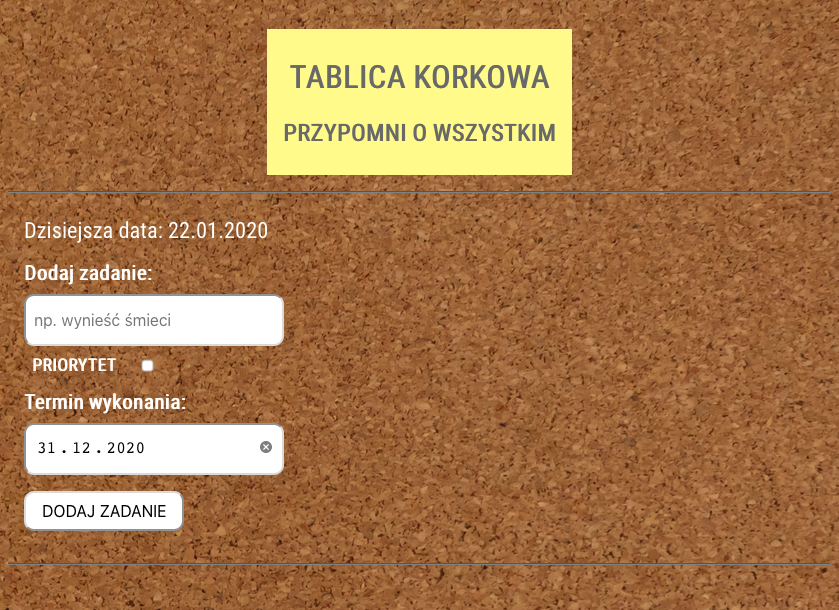 TABLICA KORKOWA
PRZYPOMNI O WSZYSTKIM
Dzisiejsza data: 22.01.2020
Dodaj zadanie:
np. wynieść śmieci
PRIORYTET
Termin wykonania:
31.12.2020
DODAJ ZADANIE